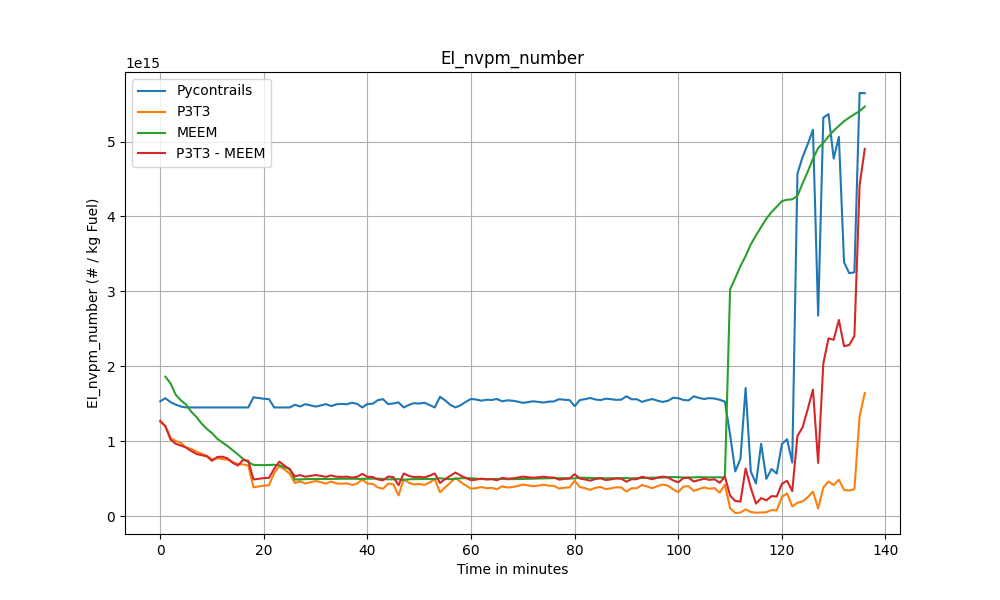 EI_nvpm_number
1e15
Pycontrails
P3T3
MEEM
P3T3 - MEEM
EI_nvpm_number (# / kg Fuel)
5
4
3
2
1
0
0 20 40 60 80 100 120 140
Time in minutes